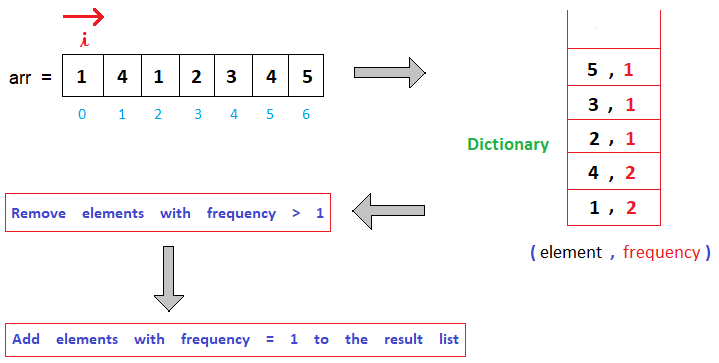 i
arr = 1 4 1 2 3 4 5
0 1 2 3 4 5 6
5 , 1
3 , 1
2 , 1
4 , 2
1 , 2
Dictionary
( element , frequency )
Remove elements with frequency > 1
Add elements with frequency = 1 to the result list